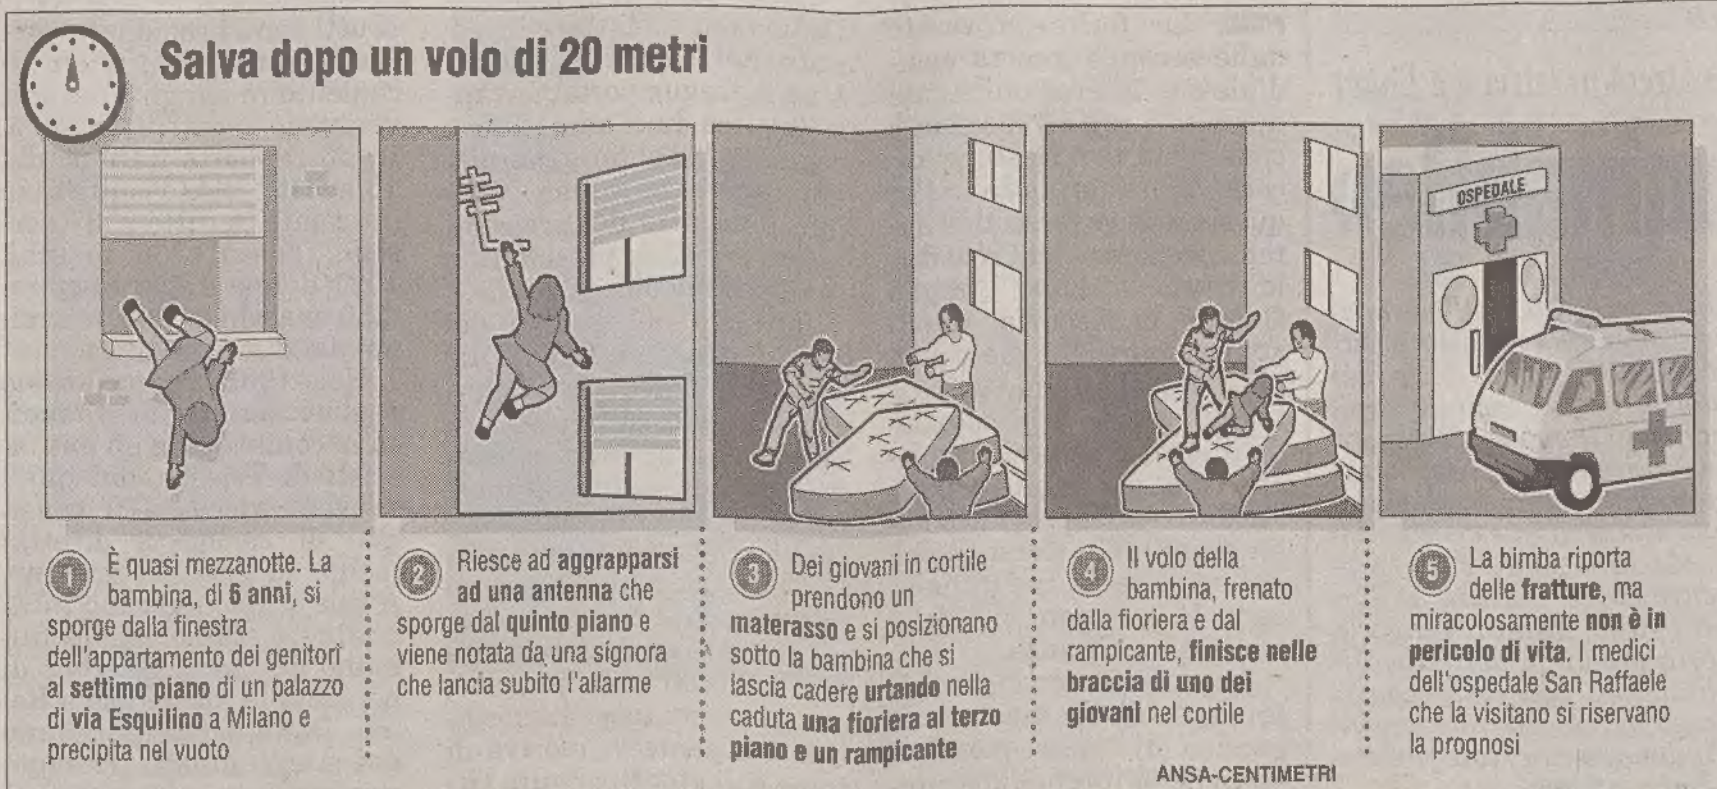 Salva dopo un volo di 20 metri
OSPEDALE
1 È quasi mezzanotte. La
bambina, di 6 anni, si
sporge dalla finestra
dell'appartamento dei genitori
al settimo piano di un palazzo
di via Esquilino a Milano e
precipita nel vuoto
2 Riesce ad aggrapparsi
ad una antenna che
sporge dal quinto piano e
viene notata da una signora
che lancia subito l'allarme
3 Dei giovani in cortile
prendono un
materasso e si posizionano
sotto la bambina che si
lascia cadere urtando nella
caduta una fioriera al terzo
piano e un rampicante
4 Il volo della
bambina, frenato
dalla fioriera e dal
rampicante, finisce nelle
braccia di uno dei
giovani nel cortile
5 La bimba riporta
delle fratture, ma
miracolosamente non è in
pericolo di vita. I medici
dell'ospedale San Raffaele
che la visitano si riservano
la prognosi
ANSA-CENTIMETRI